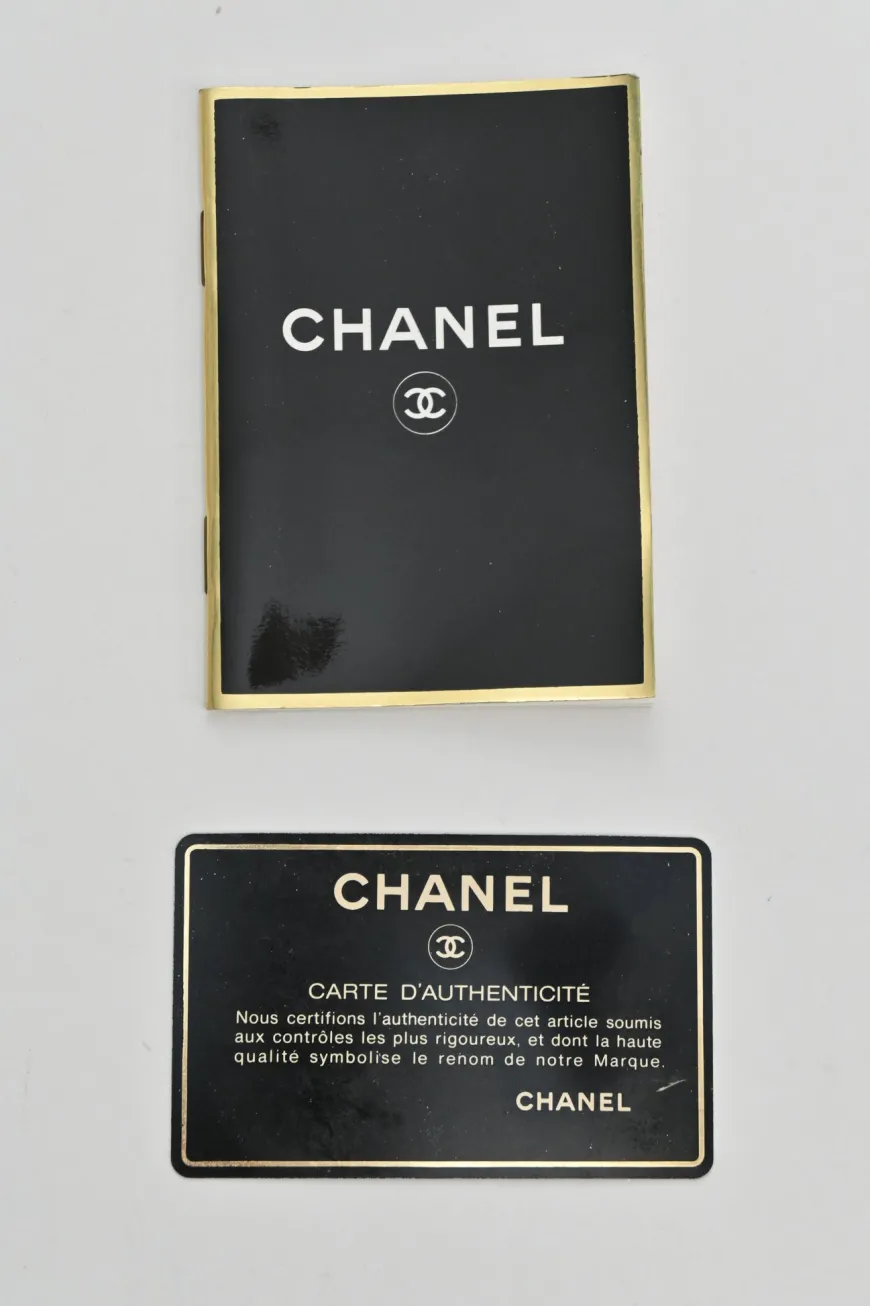 CHANEL
CHANEL
CARTE D'AUTHENTICITÉ
Nous certifions l'authenticité de cet article soumis
aux contrôles les plus rigoureux, et dont la haute
qualité symbolise le renom de notre Marque.
CHANEL